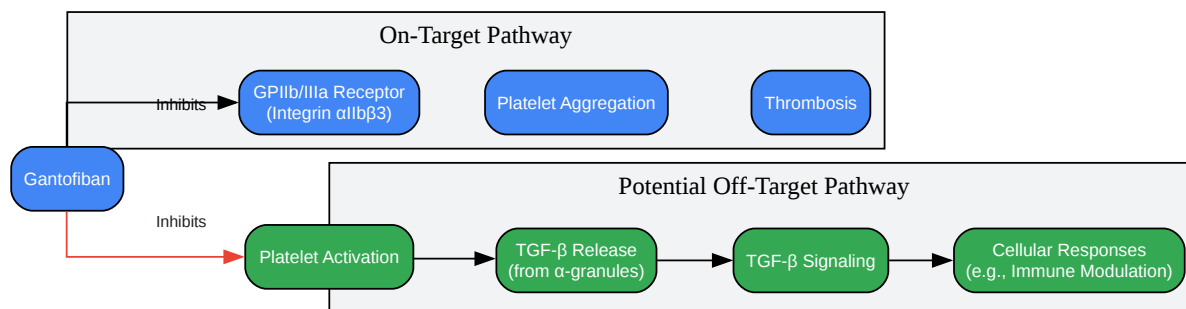 On-Target Pathway
GPIIb/IIIa Receptor
(Integrin αIIbβ3)
Platelet Aggregation
Thrombosis
Inhibits
Gantofiban
Potential Off-Target Pathway
Inhibits
Platelet Activation
TGF-β Release
(from α-granules)
TGF-β Signaling
Cellular Responses
(e.g., Immune Modulation)